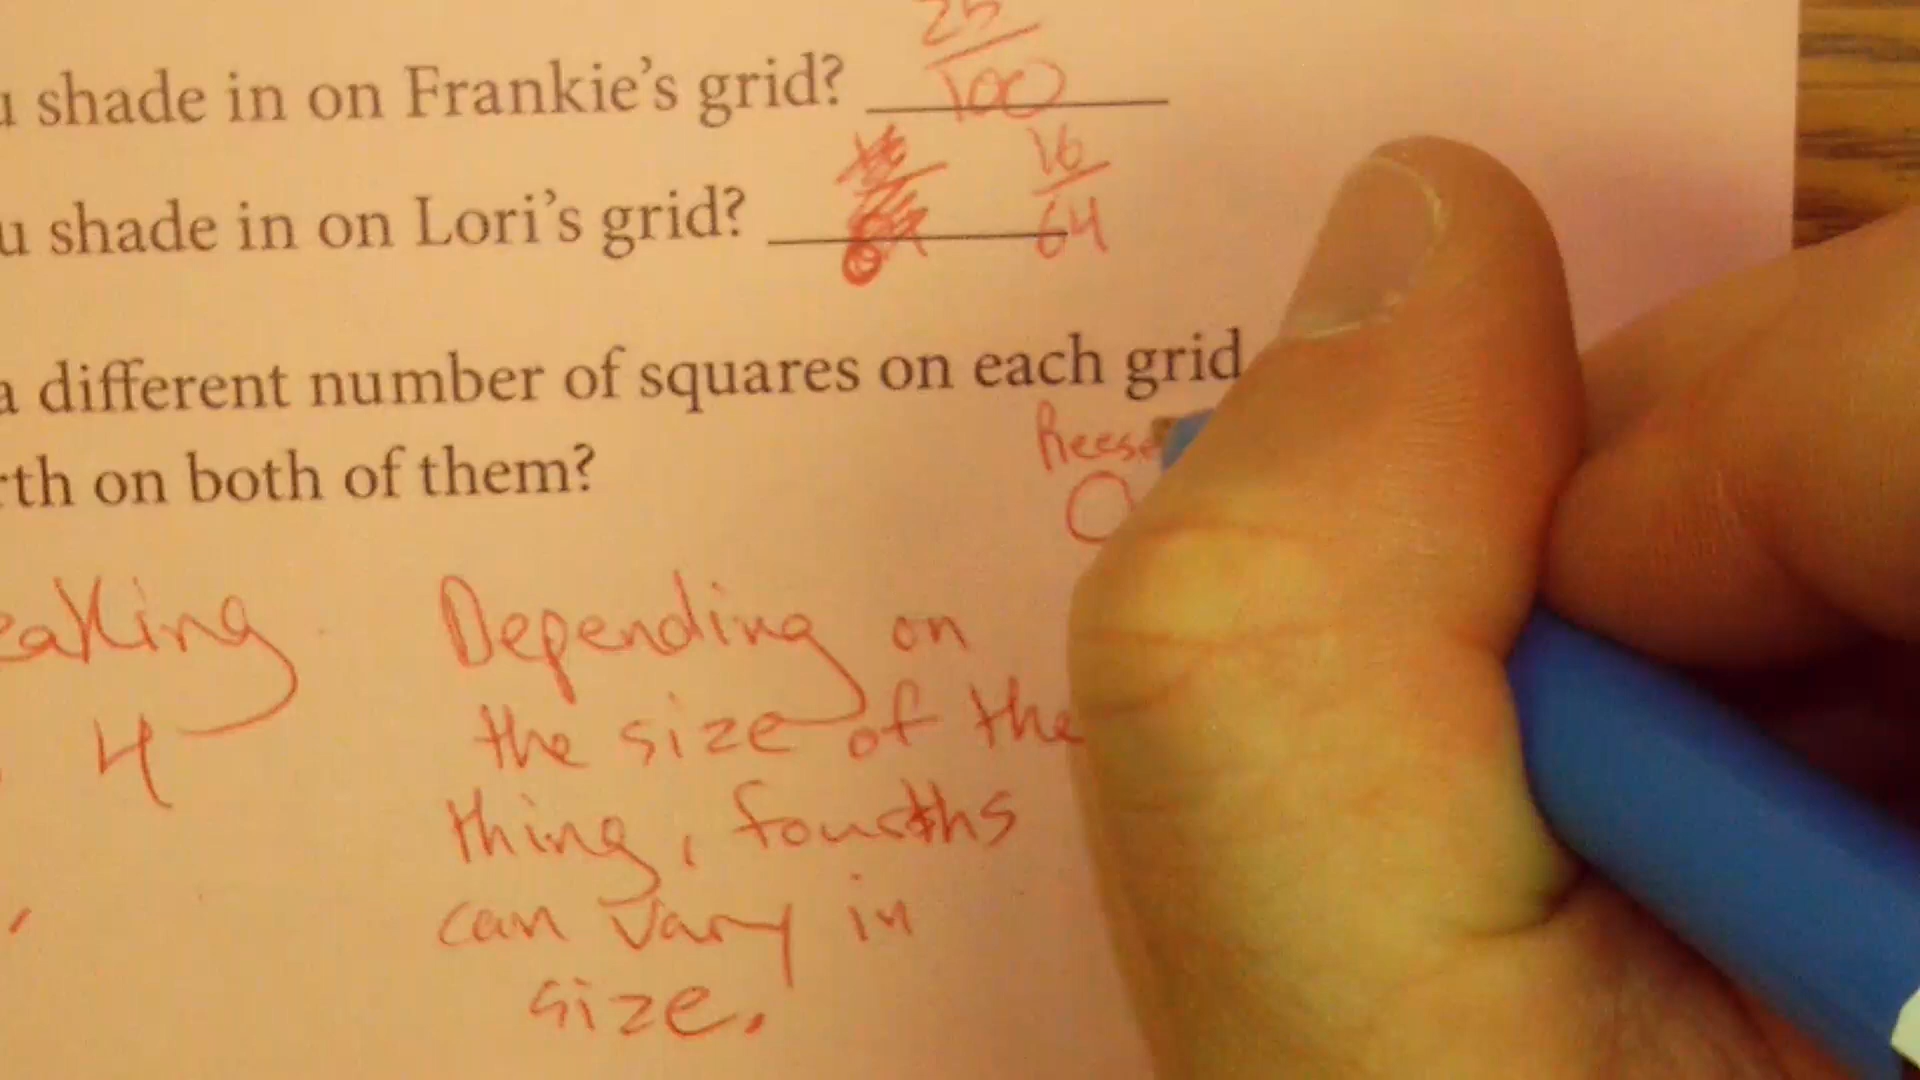 25
100
u shade in on Frankie's grid?
16
64
u shade in on Lori's grid?
a different number of squares on each grid
rth on both of them?
Reese
eaking
4
Depending on
the size of the
thing, fourths
can vary in
size.